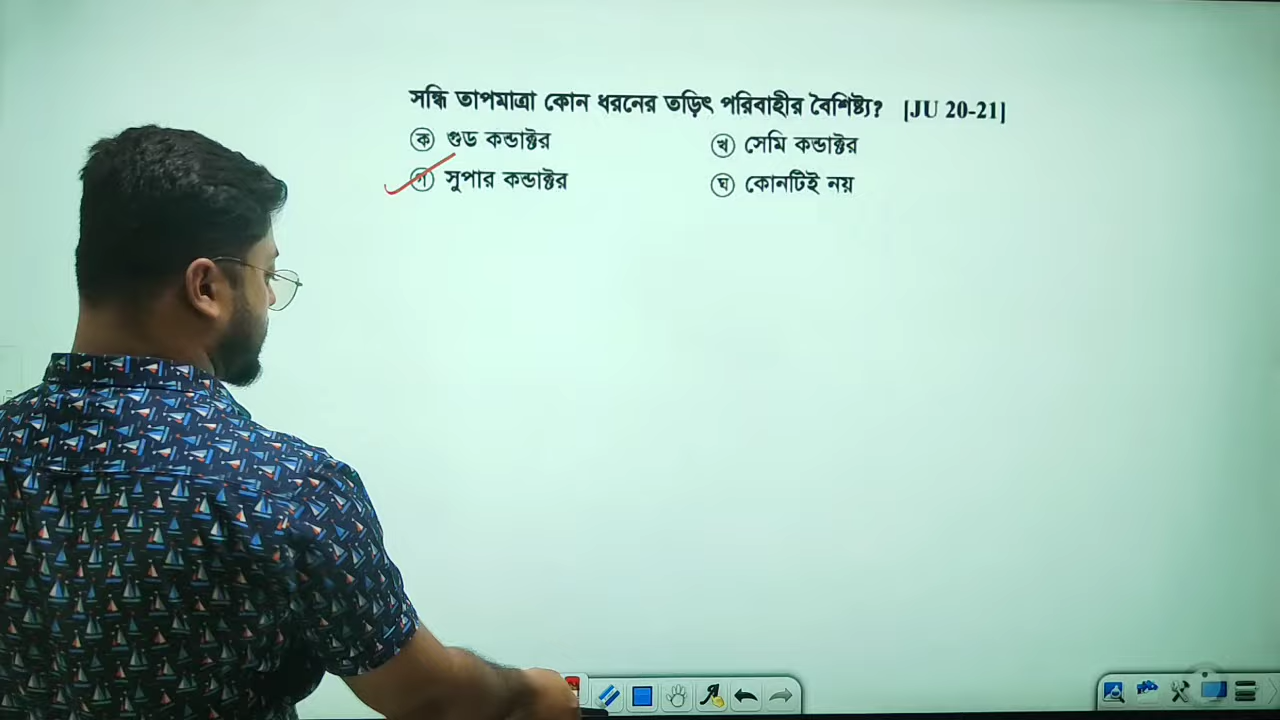 সন্ধি তাপমাত্রা কোন ধরনের তড়িৎ পরিবাহীর বৈশিষ্ট্য? [JU 20-21]
ক গুড কন্ডাক্টর খ সেমি কন্ডাক্টর
গ সুপার কন্ডাক্টর ঘ কোনটিই নয়